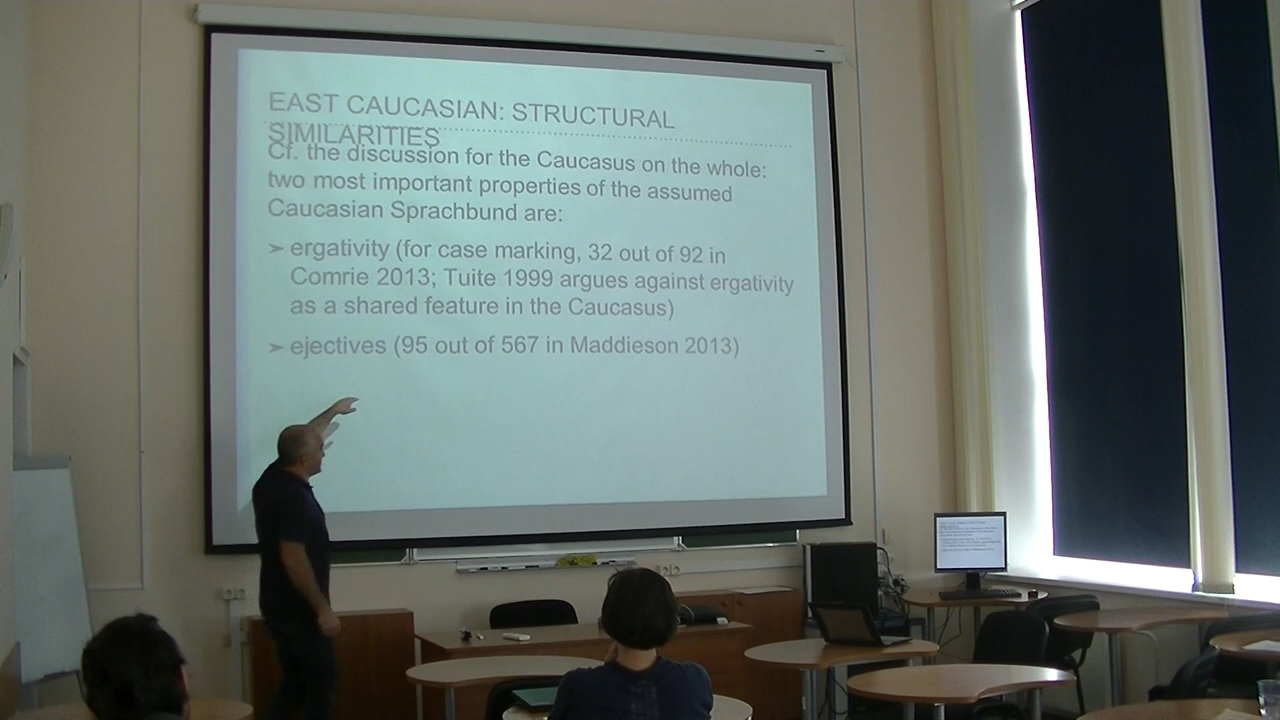 EAST CAUCASIAN: STRUCTURAL
SIMILARITIES
Cf. the discussion for the Caucasus on the whole:
two most important properties of the assumed
Caucasian Sprachbund are:
➢ ergativity (for case marking, 32 out of 92 in
Comrie 2013; Tuite 1999 argues against ergativity
as a shared feature in the Caucasus)
➢ ejectives (95 out of 567 in Maddieson 2013)